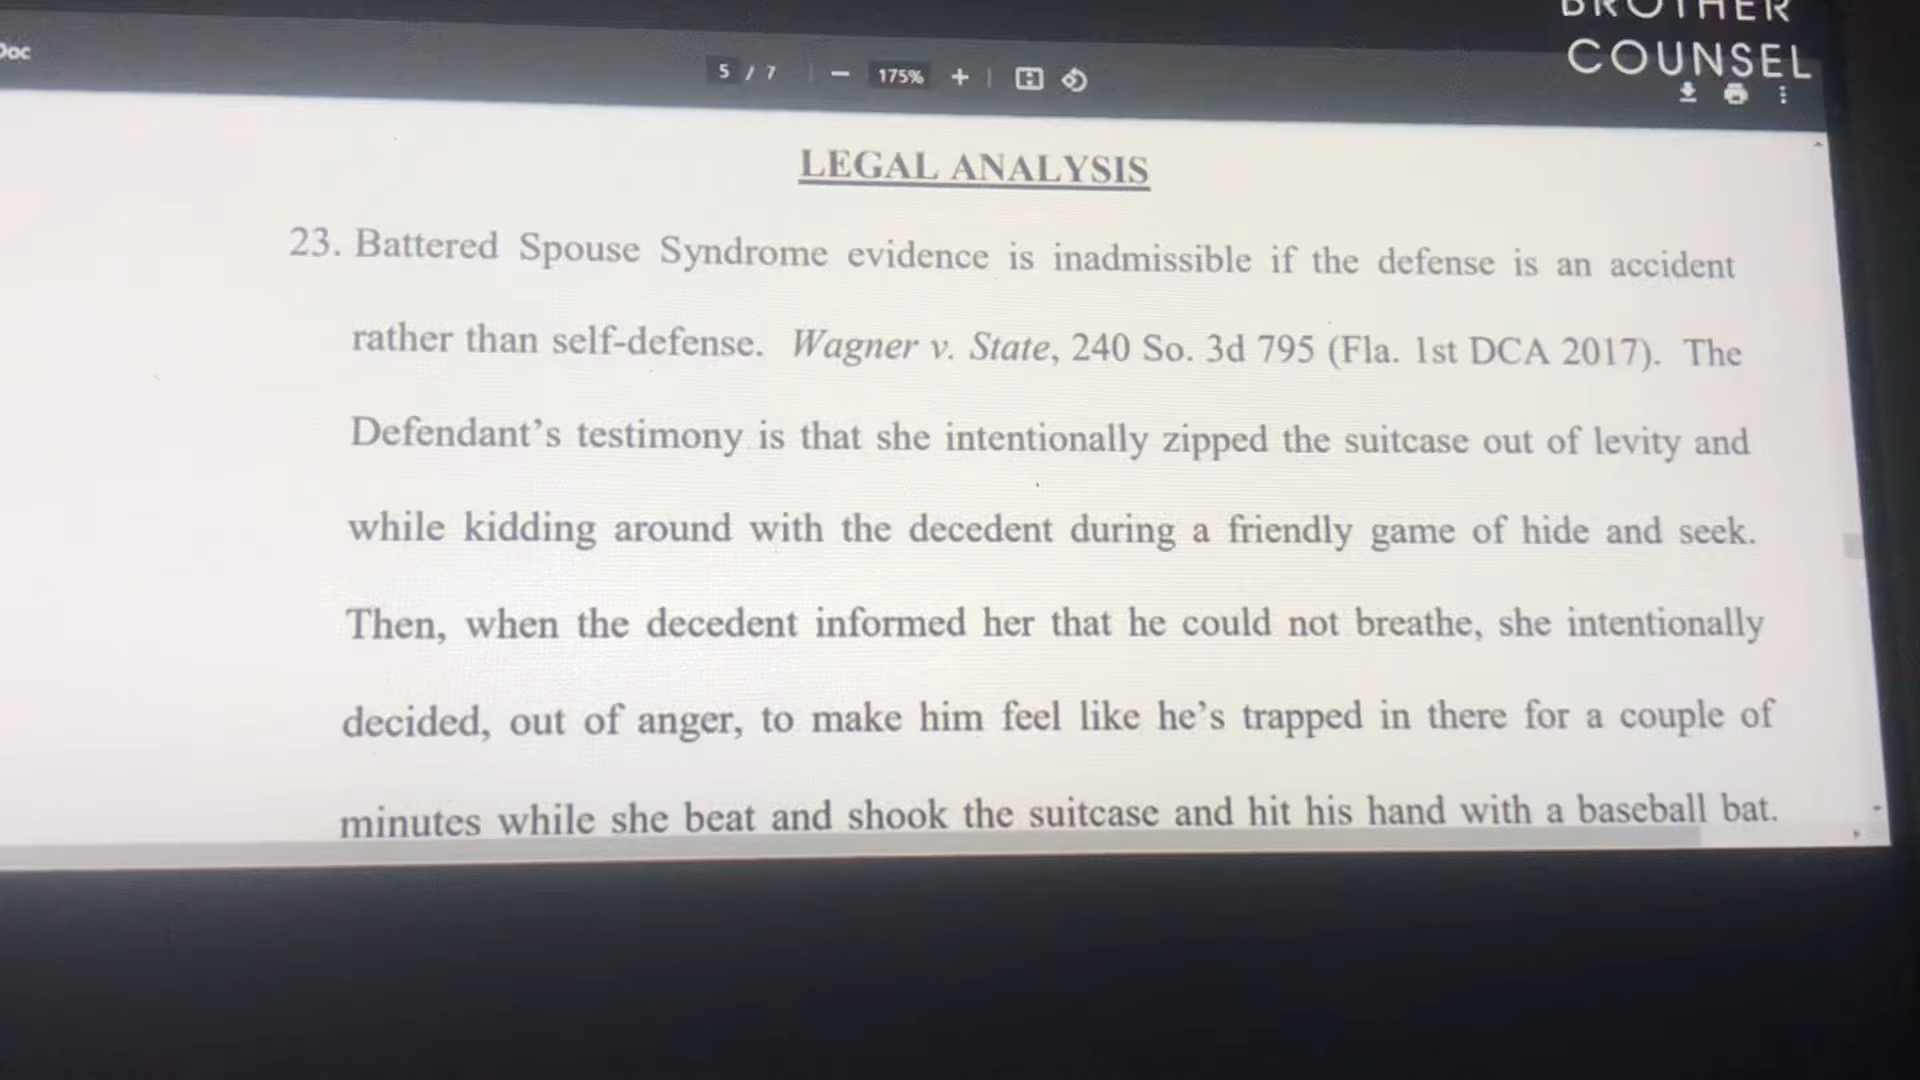 BROTHER
COUNSEL
Doc
5 / 7
175%
LEGAL ANALYSIS
23. Battered Spouse Syndrome evidence is inadmissible if the defense is an accident
rather than self-defense. Wagner v. State, 240 So. 3d 795 (Fla. 1st DCA 2017). The
Defendant's testimony is that she intentionally zipped the suitcase out of levity and
while kidding around with the decedent during a friendly game of hide and seek.
Then, when the decedent informed her that he could not breathe, she intentionally
decided, out of anger, to make him feel like he's trapped in there for a couple of
minutes while she beat and shook the suitcase and hit his hand with a baseball bat.